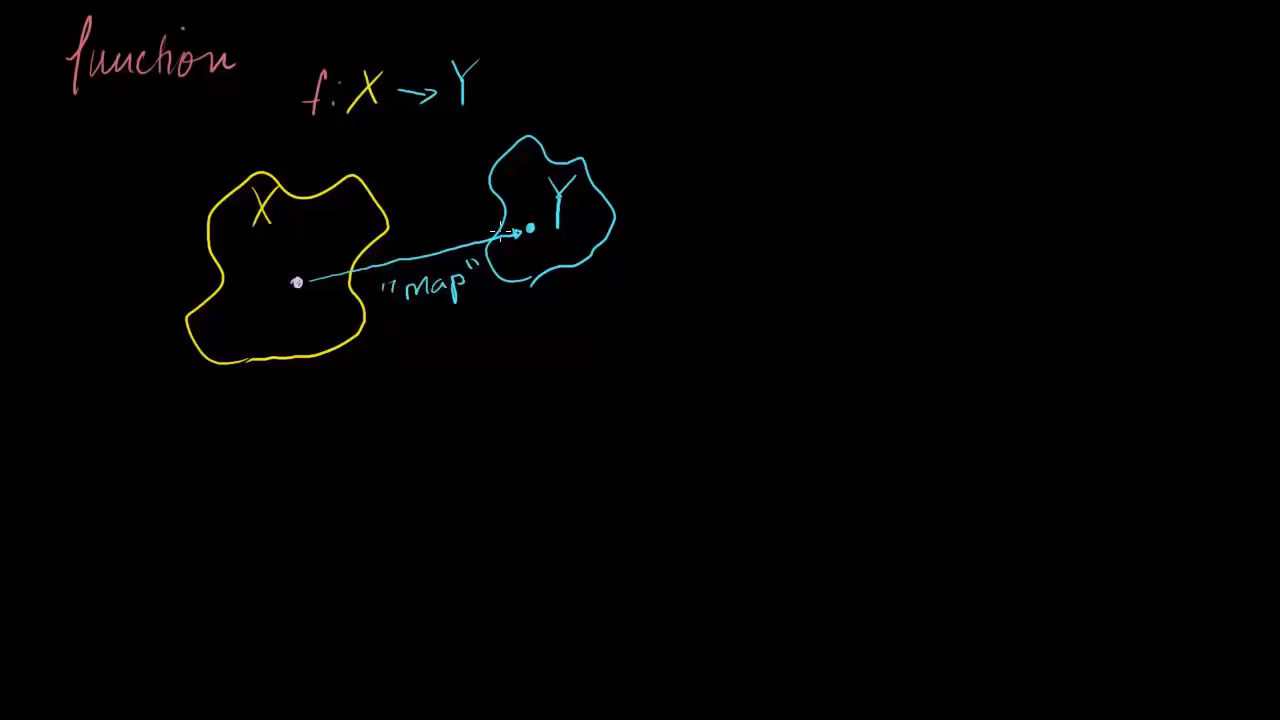 function
f: X → Y
X
Y
"map"